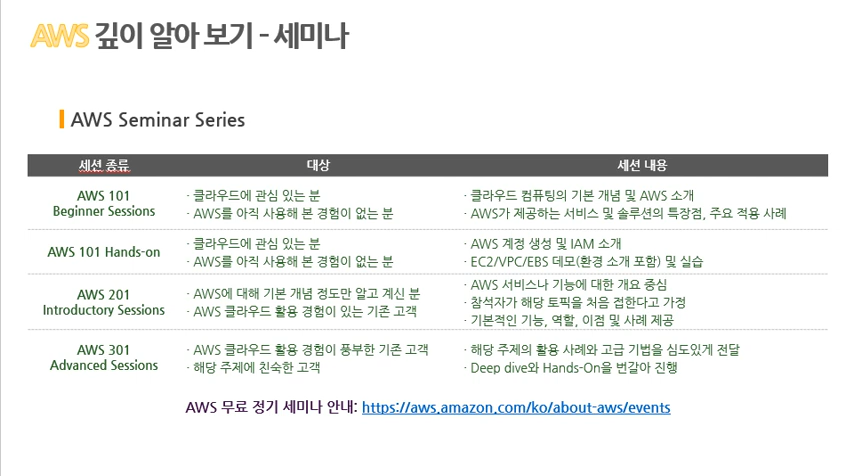 AWS 깊이 알아 보기 – 세미나
AWS Seminar Series
세션 종류 대상 세션 내용
AWS 101
Beginner Sessions
· 클라우드에 관심 있는 분
· AWS를 아직 사용해 본 경험이 없는 분
· 클라우드 컴퓨팅의 기본 개념 및 AWS 소개
· AWS가 제공하는 서비스 및 솔루션의 특장점, 주요 적용 사례
AWS 101 Hands-on
· 클라우드에 관심 있는 분
· AWS를 아직 사용해 본 경험이 없는 분
· AWS 계정 생성 및 IAM 소개
· EC2/VPC/EBS 데모(환경 소개 포함) 및 실습
AWS 201
Introductory Sessions
· AWS에 대해 기본 개념 정도만 알고 계신 분
· AWS 클라우드 활용 경험이 있는 기존 고객
· AWS 서비스나 기능에 대한 개요 중심
· 참석자가 해당 토픽을 처음 접한다고 가정
· 기본적인 기능, 역할, 이점 및 사례 제공
AWS 301
Advanced Sessions
· AWS 클라우드 활용 경험이 풍부한 기존 고객
· 해당 주제에 친숙한 고객
· 해당 주제의 활용 사례와 고급 기법을 심도있게 전달
· Deep dive와 Hands-On을 번갈아 진행
AWS 무료 정기 세미나 안내: https://aws.amazon.com/ko/about-aws/events